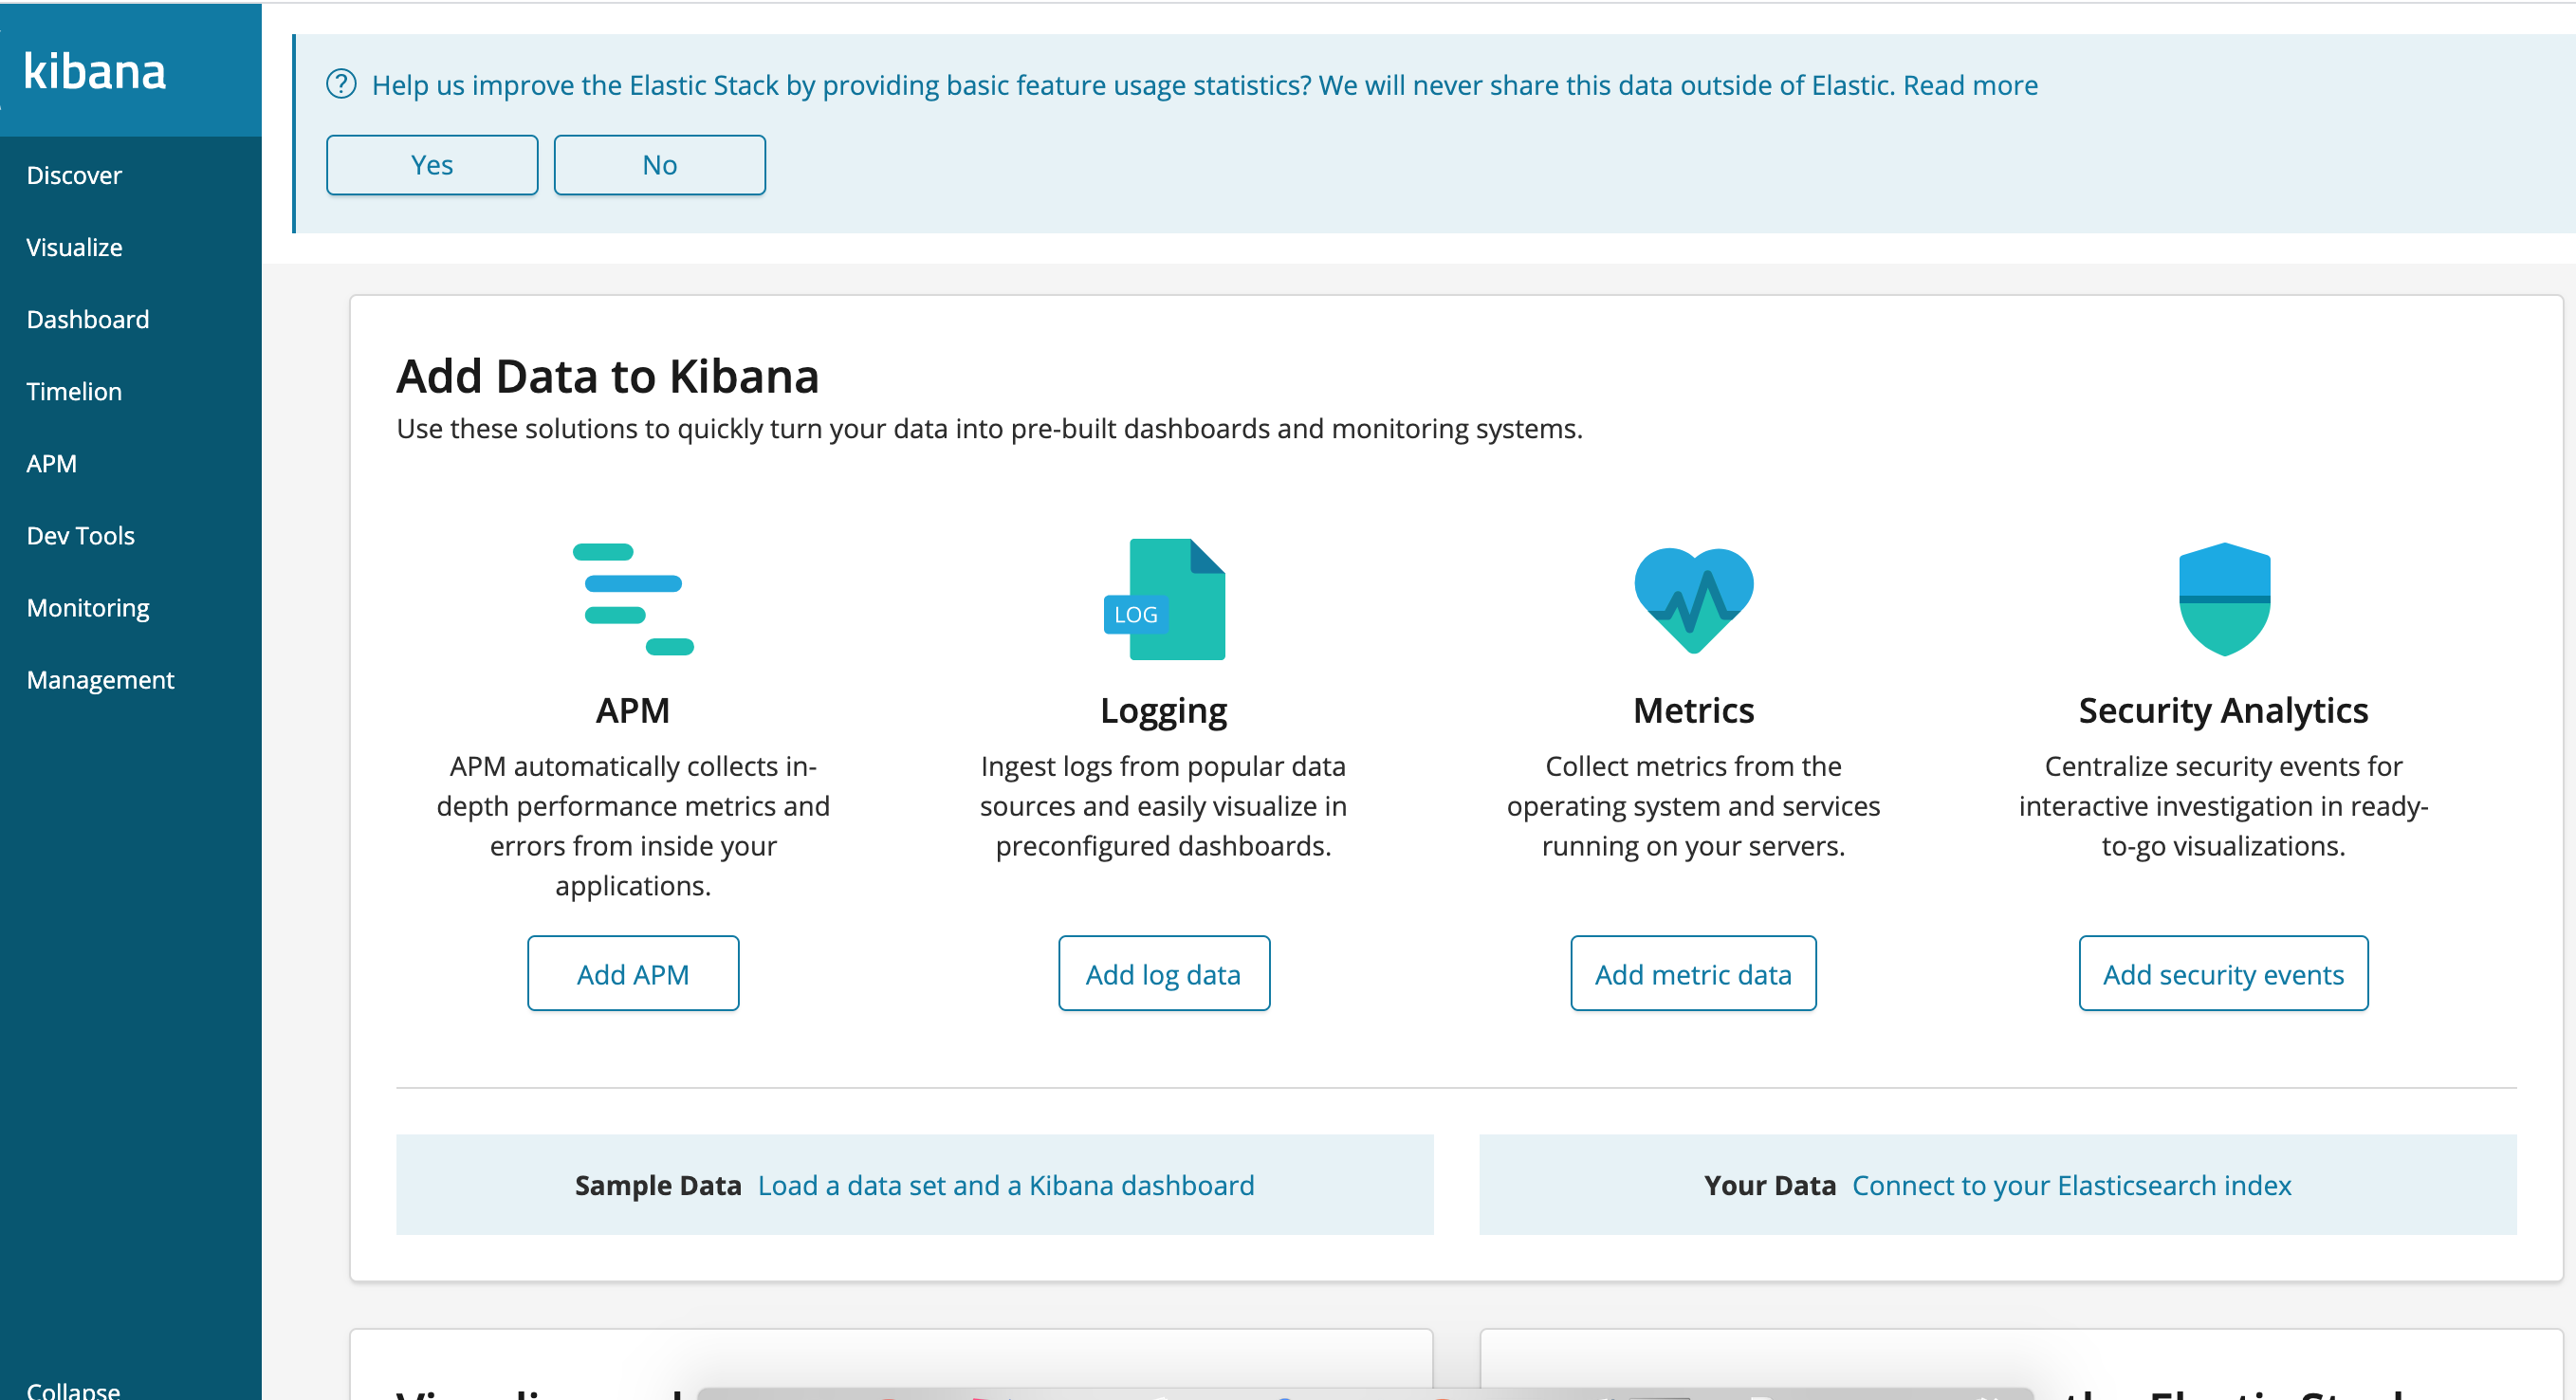 kibana
Discover
Visualize
Dashboard
Timelion
APM
Dev Tools
Monitoring
Management
Collapse
Help us improve the Elastic Stack by providing basic feature usage statistics? We will never share this data outside of Elastic. Read more
Yes
No
Add Data to Kibana
Use these solutions to quickly turn your data into pre-built dashboards and monitoring systems.
APM
APM automatically collects in-
depth performance metrics and
errors from inside your
applications.
Add APM
LOG
Logging
Ingest logs from popular data
sources and easily visualize in
preconfigured dashboards.
Add log data
Metrics
Collect metrics from the
operating system and services
running on your servers.
Add metric data
Security Analytics
Centralize security events for
interactive investigation in ready-
to-go visualizations.
Add security events
Sample Data Load a data set and a Kibana dashboard
Your Data Connect to your Elasticsearch index